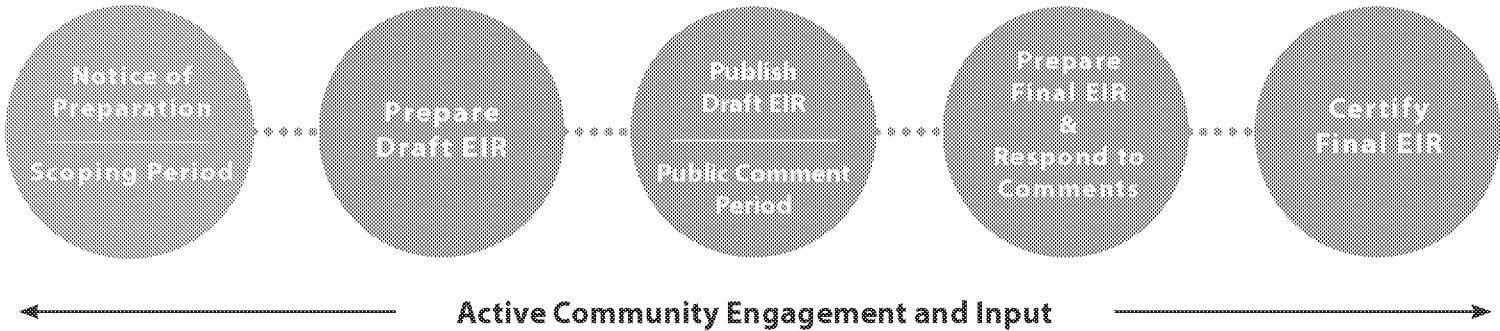 Notice of
Preparation
Scoping Period
Prepare
Draft EIR
Publish
Draft EIR
Public Comment
Period
Prepare
Final EIR
&
Respond to
Comments
Certify
Final EIR
Active Community Engagement and Input